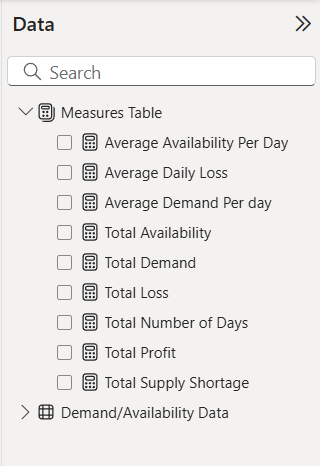 Data
Search
Measures Table
Average Availability Per Day
Average Daily Loss
Average Demand Per day
Total Availability
Total Demand
Total Loss
Total Number of Days
Total Profit
Total Supply Shortage
Demand/Availability Data